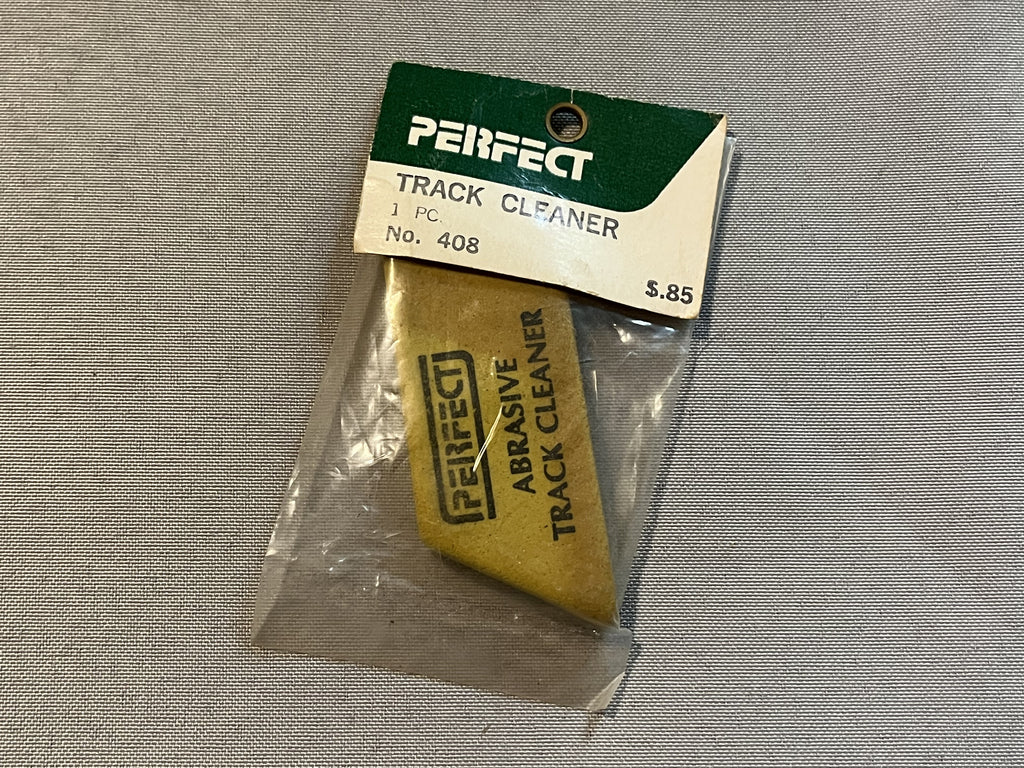 PERFECT
TRACK CLEANER
1 PC.
No. 408
$.85
PERFECT
ABRASIVE
TRACK CLEANER